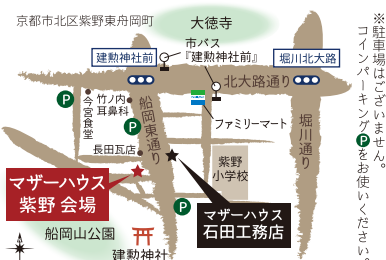 京都市北区紫野東舟岡町
大徳寺
※駐車場はございません。
コインパーキングPをお使いください。
市バス
『建勲神社前』
建勲神社前
堀川北大路
北大路通り
P
今宮食堂
竹ノ内
耳鼻科
船岡東通り
P
ファミリーマート
堀川通り
長田瓦店
紫野
小学校
マザーハウス
紫野 会場
P
マザーハウス
石田工務店
船岡山公園
建勲神社